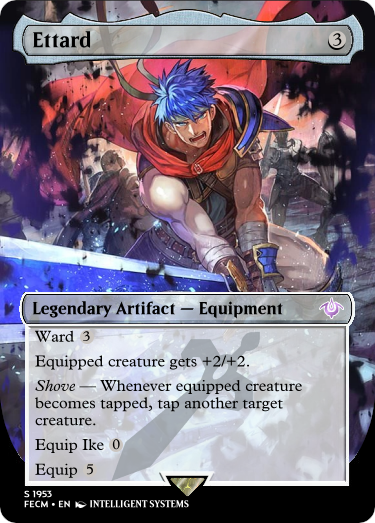 Ettard 3
Legendary Artifact — Equipment
Ward 3
Equipped creature gets +2/+2.
Shove — Whenever equipped creature
becomes tapped, tap another target
creature.
Equip Ike 0
Equip 5
S 1953
FECM • EN INTELLIGENT SYSTEMS